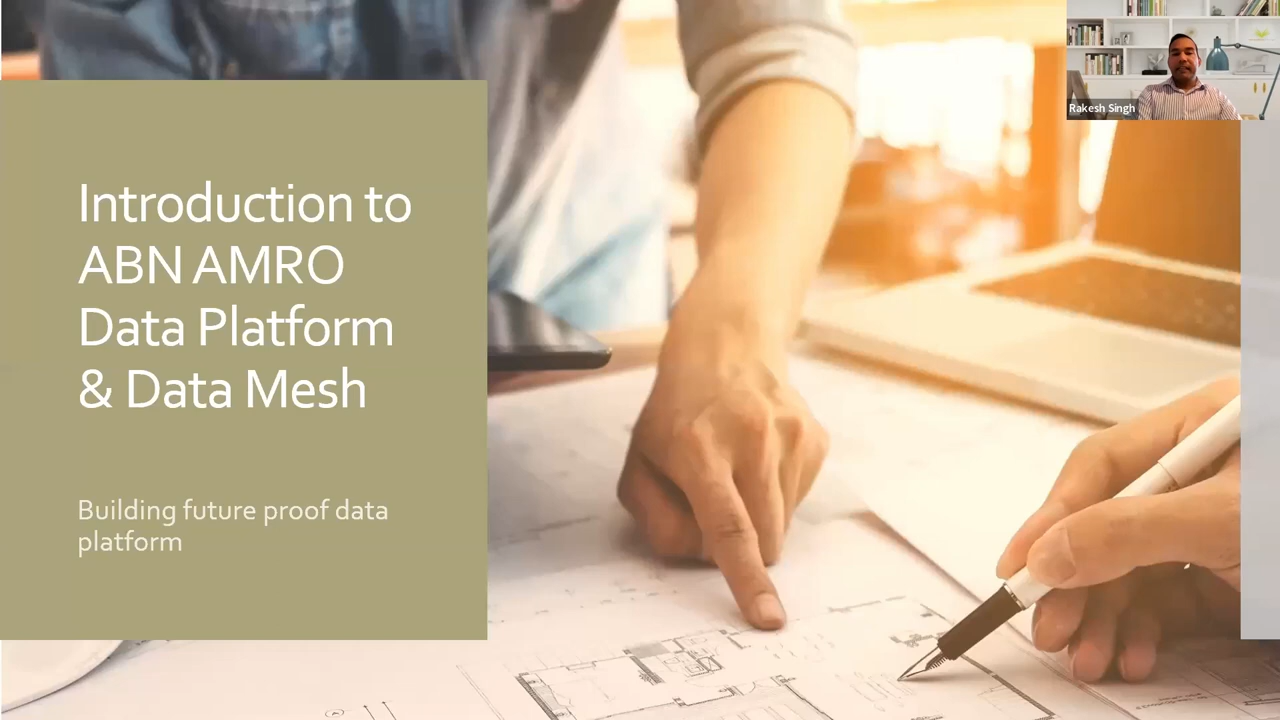 Rakesh Singh
Introduction to
ABN AMRO
Data Platform
& Data Mesh
Building future proof data
platform